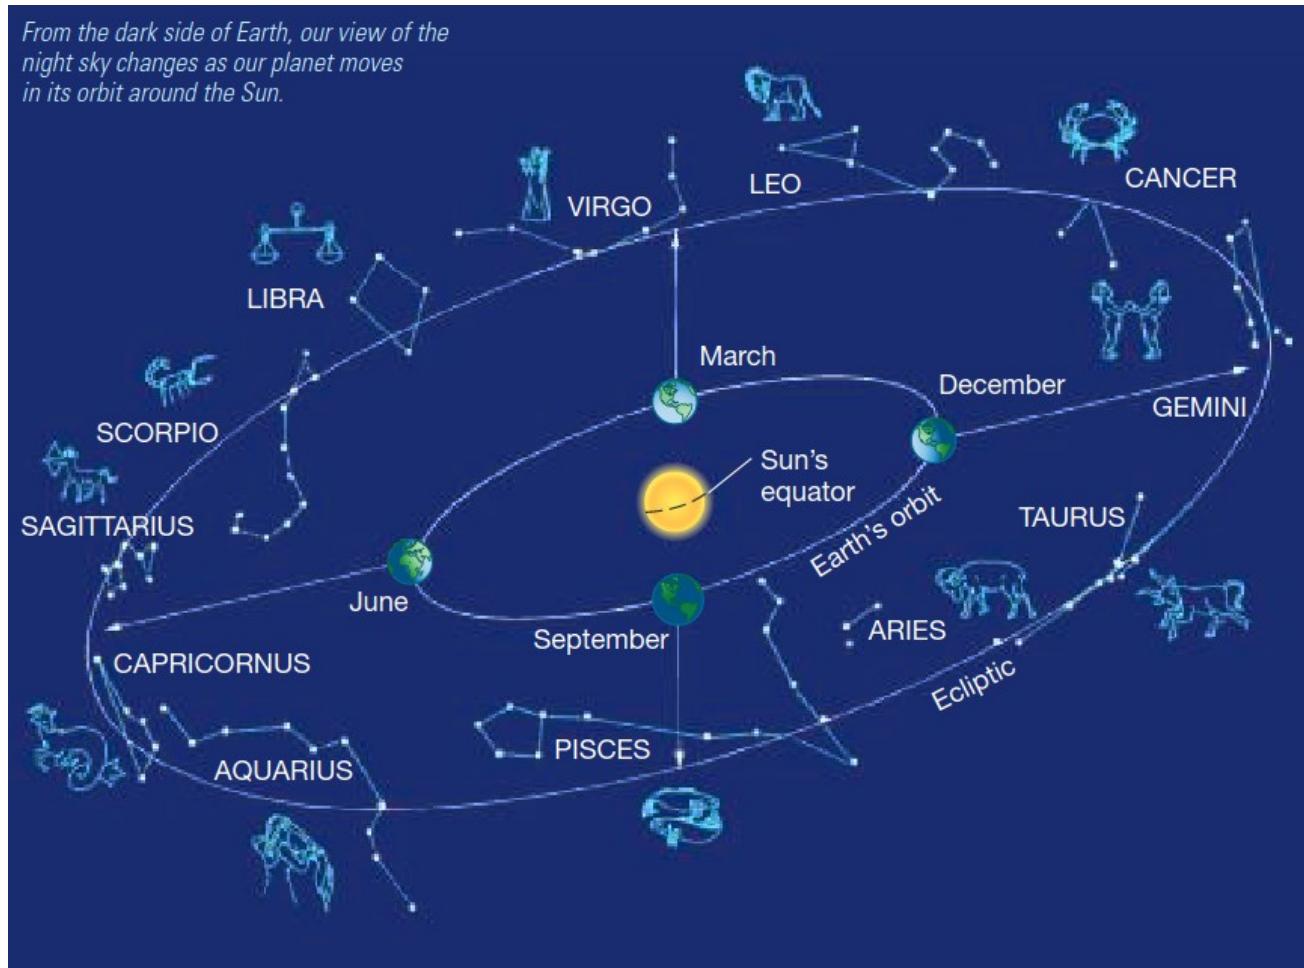 From the dark side of Earth, our view of the
night sky changes as our planet moves
in its orbit around the Sun.
LEO
CANCER
VIRGO
LIBRA
March
December
GEMINI
SCORPIO
Sun's
equator
SAGITTARIUS
TAURUS
Earth's orbit
June
September
ARIES
CAPRICORNUS
Ecliptic
PISCES
AQUARIUS